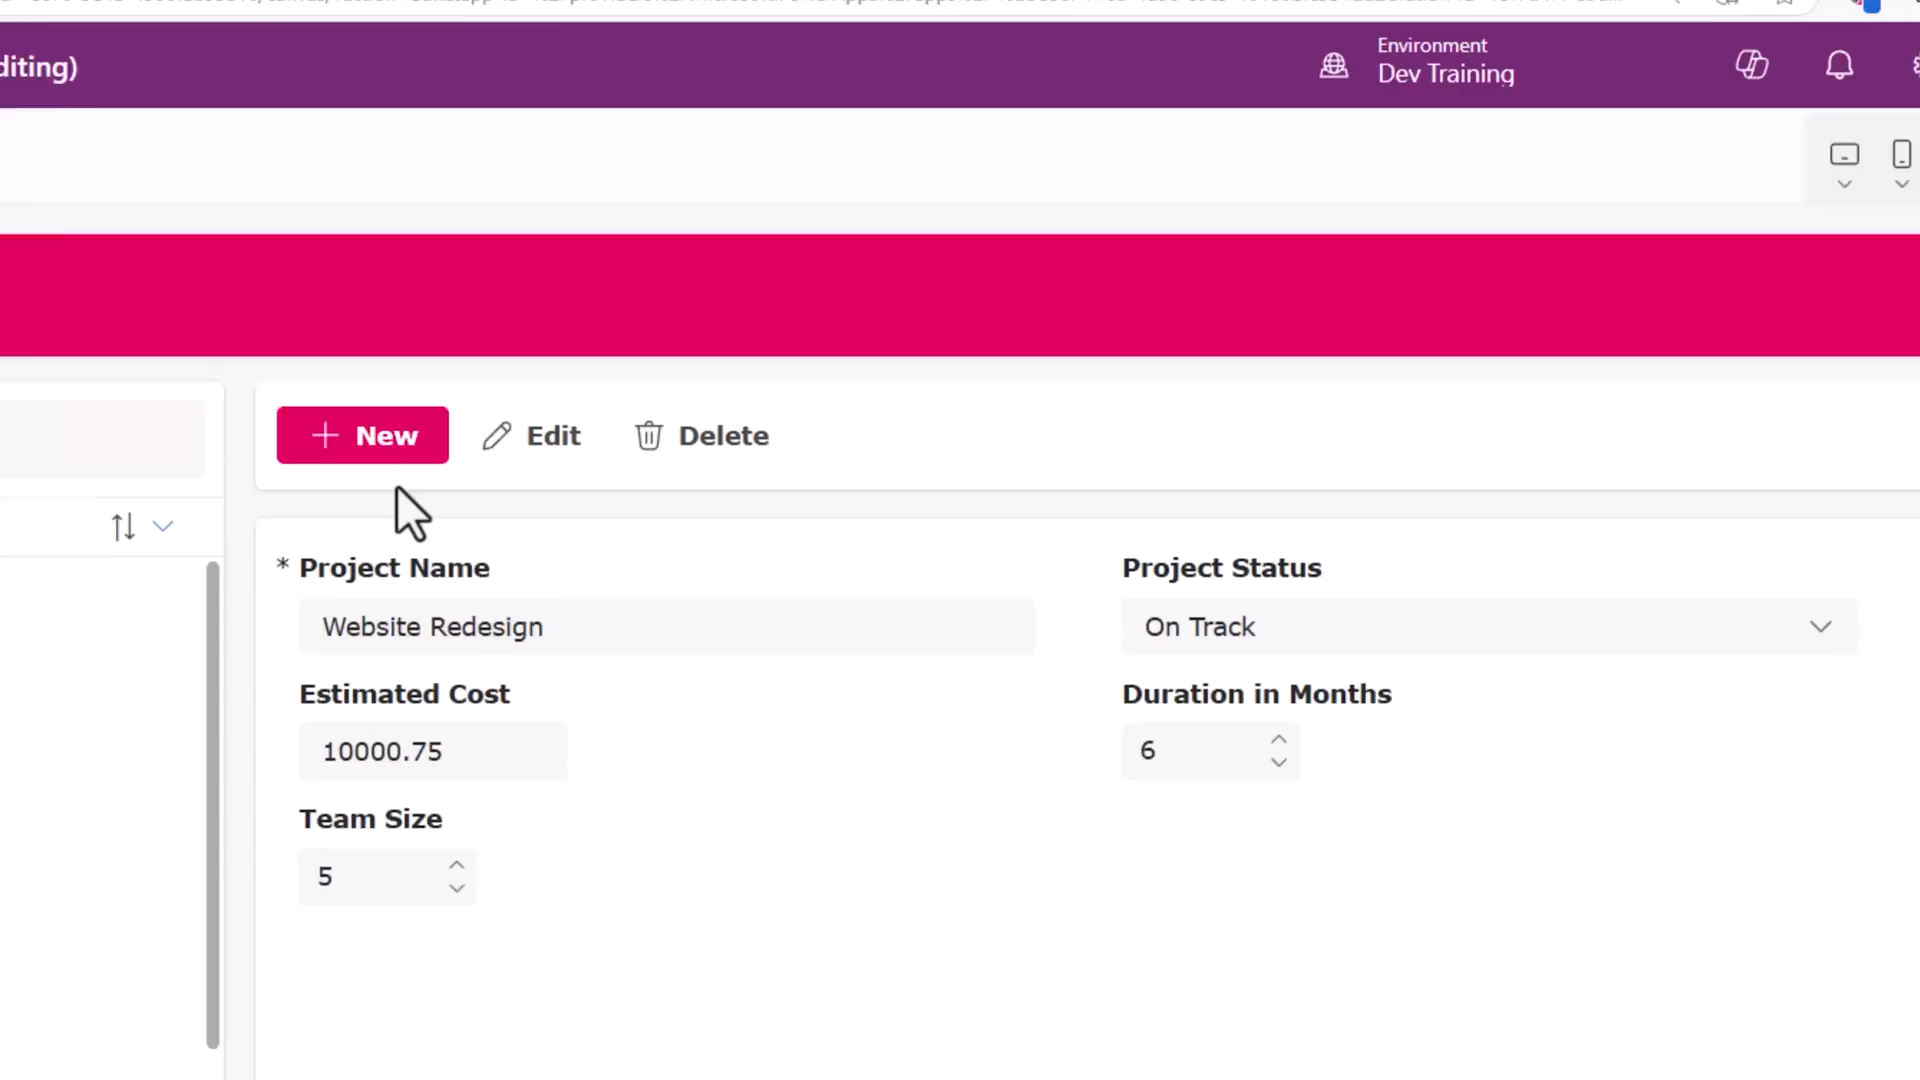 diting)
Environment
Dev Training
New
Edit
Delete
* Project Name
Project Status
Website Redesign
On Track
Estimated Cost
Duration in Months
10000.75
6
Team Size
5